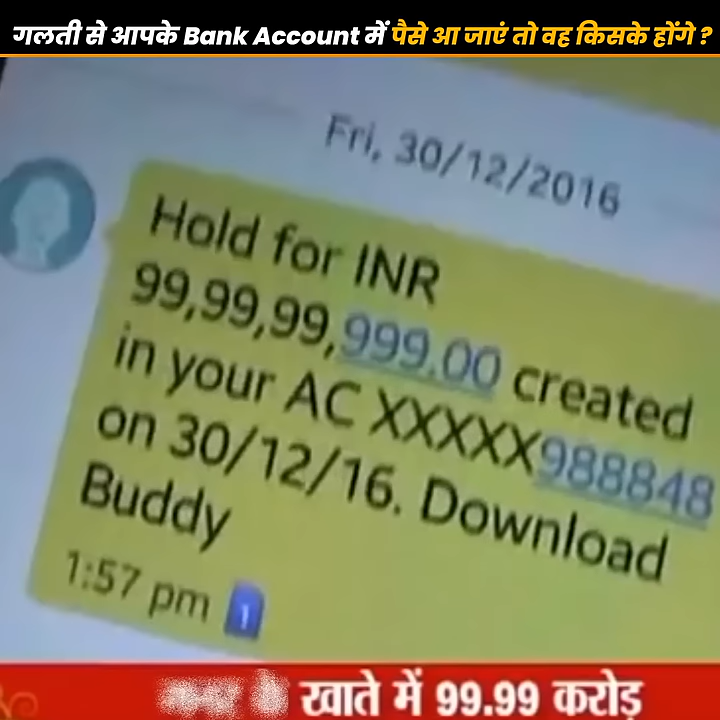 गलती से आपके Bank Account में पैसे आ जाएं तो वह किसके होंगे ?
Fri, 30/12/2016
Hold for INR
99,99,99,999.00 created
in your AC XXXXX988848
on 30/12/16. Download
Buddy
1:57 pm 1
खाते में 99.99 करोड़